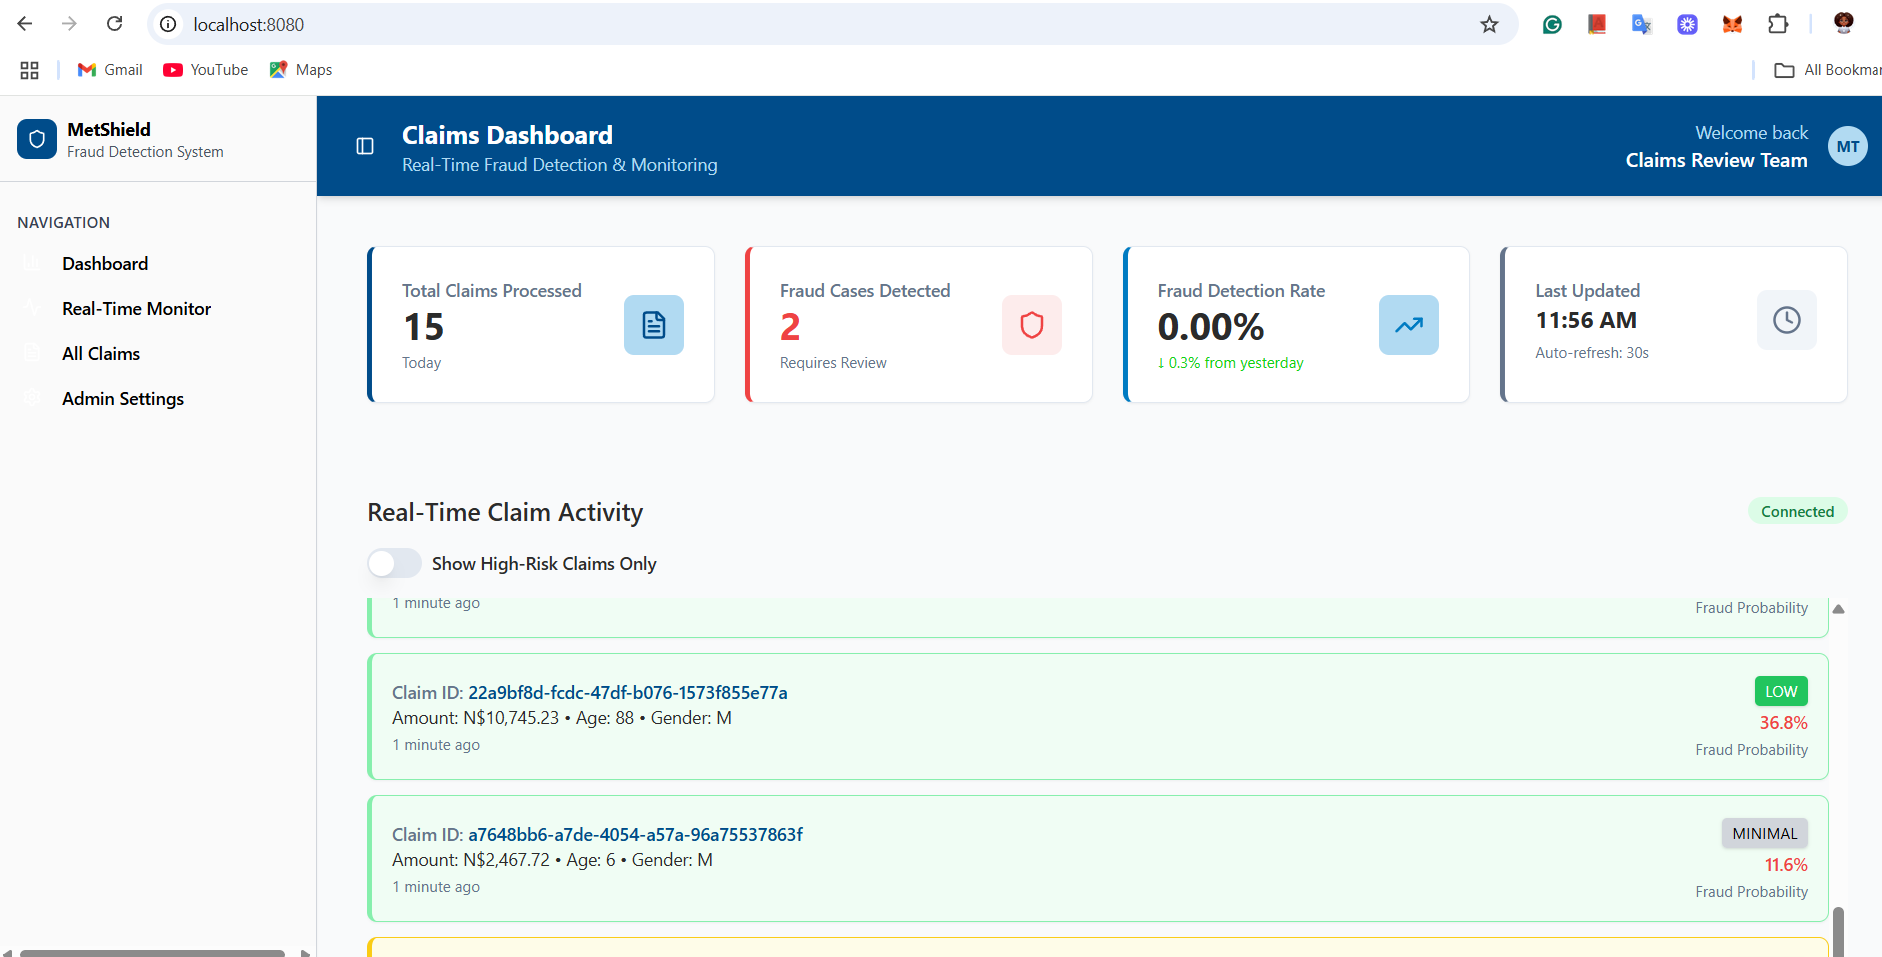 localhost:8080
Gmail
YouTube
Maps
All Bookmar
MetShield
Fraud Detection System
NAVIGATION
Dashboard
Real-Time Monitor
All Claims
Admin Settings
Claims Dashboard
Real-Time Fraud Detection & Monitoring
Welcome back
Claims Review Team
MT
Total Claims Processed
15
Today
Fraud Cases Detected
2
Requires Review
Fraud Detection Rate
0.00%
↓ 0.3% from yesterday
Last Updated
11:56 AM
Auto-refresh: 30s
Real-Time Claim Activity
Connected
Show High-Risk Claims Only
1 minute ago
Fraud Probability
Claim ID: 22a9bf8d-fcdc-47df-b076-1573f855e77a
Amount: N$10,745.23 • Age: 88 • Gender: M
1 minute ago
LOW
36.8%
Fraud Probability
Claim ID: a7648bb6-a7de-4054-a57a-96a75537863f
Amount: N$2,467.72 • Age: 6 • Gender: M
1 minute ago
MINIMAL
11.6%
Fraud Probability